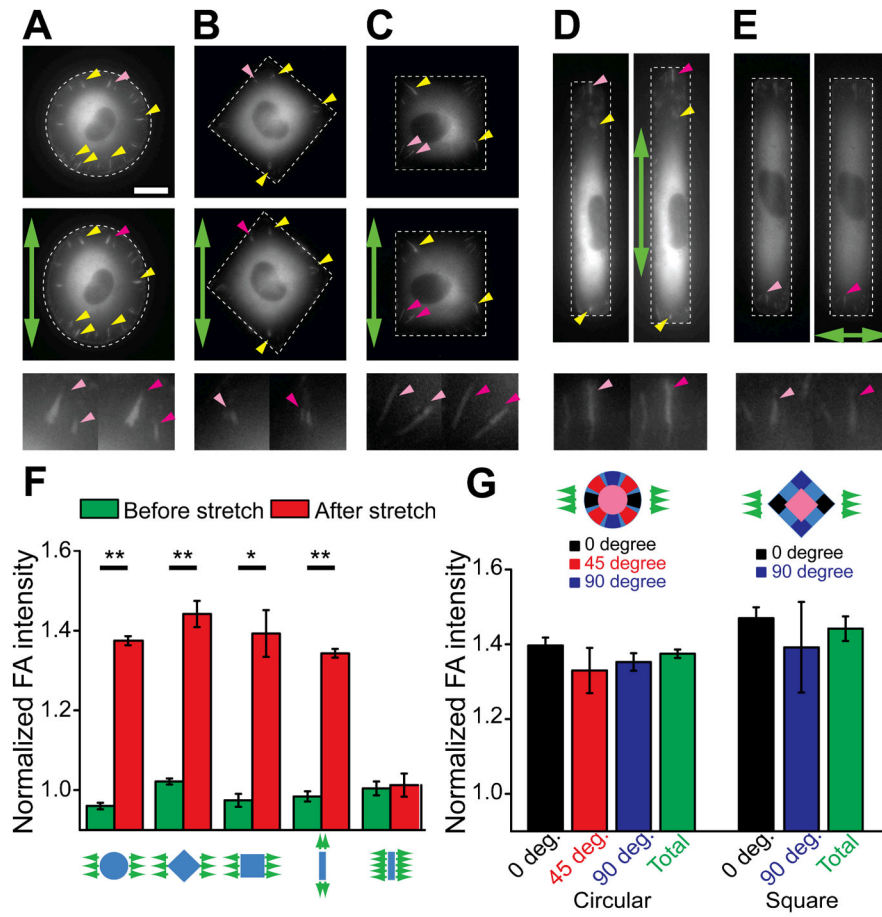 A B C D E
F
Before stretch After stretch
Normalized FA intensity
1.6
1.4
1.2
1.0
** ** * **
G
0 degree
45 degree
90 degree
0 degree
90 degree
Normalized FA intensity
1.6
1.4
1.2
1.0
0.9
0 deg. 45 deg. 90 deg. Total
Circular
0 deg. 90 deg. Total
Square